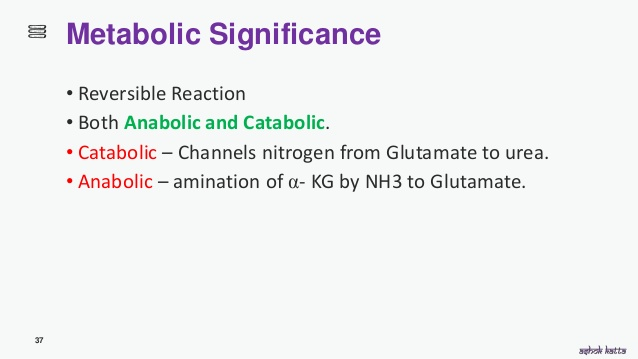 Metabolic Significance
• Reversible Reaction
• Both Anabolic and Catabolic.
• Catabolic – Channels nitrogen from Glutamate to urea.
• Anabolic – amination of α- KG by NH3 to Glutamate.
37
Ashok Katta